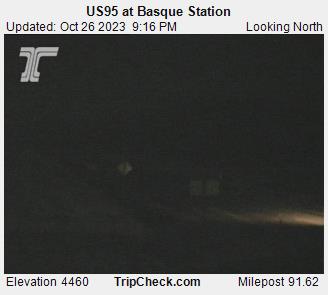 US95 at Basque Station
Updated: Oct 26 2023 9:16 PM Looking North
Elevation 4460 TripCheck.com Milepost 91.62